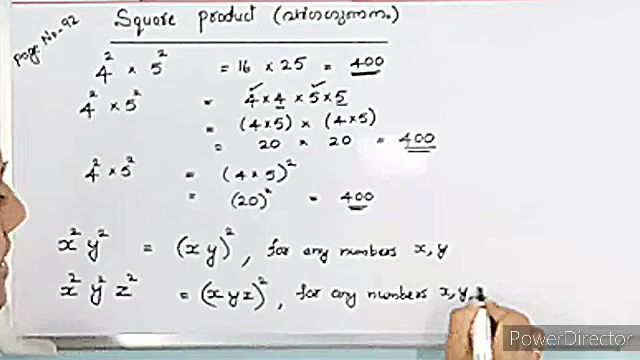 page No-92
Square product (വർഗഗുണനം)
4² × 5² = 16 × 25 = 400
4² × 5² = 4 × 4 × 5 × 5
= (4×5) × (4×5)
= 20 × 20 = 400
4² × 5² = (4 × 5)²
= (20)² = 400
x² y² = (x y)², for any numbers x, y
x² y² z² = (x y z)², for any numbers x, y,
PowerDirector